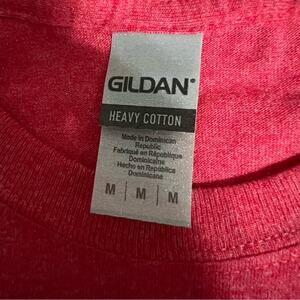 GILDAN®
HEAVY COTTON
Made in Dominican
Republic
Fabriqué en République
Dominicaine
Hecho en República
Dominicana
M | M | M